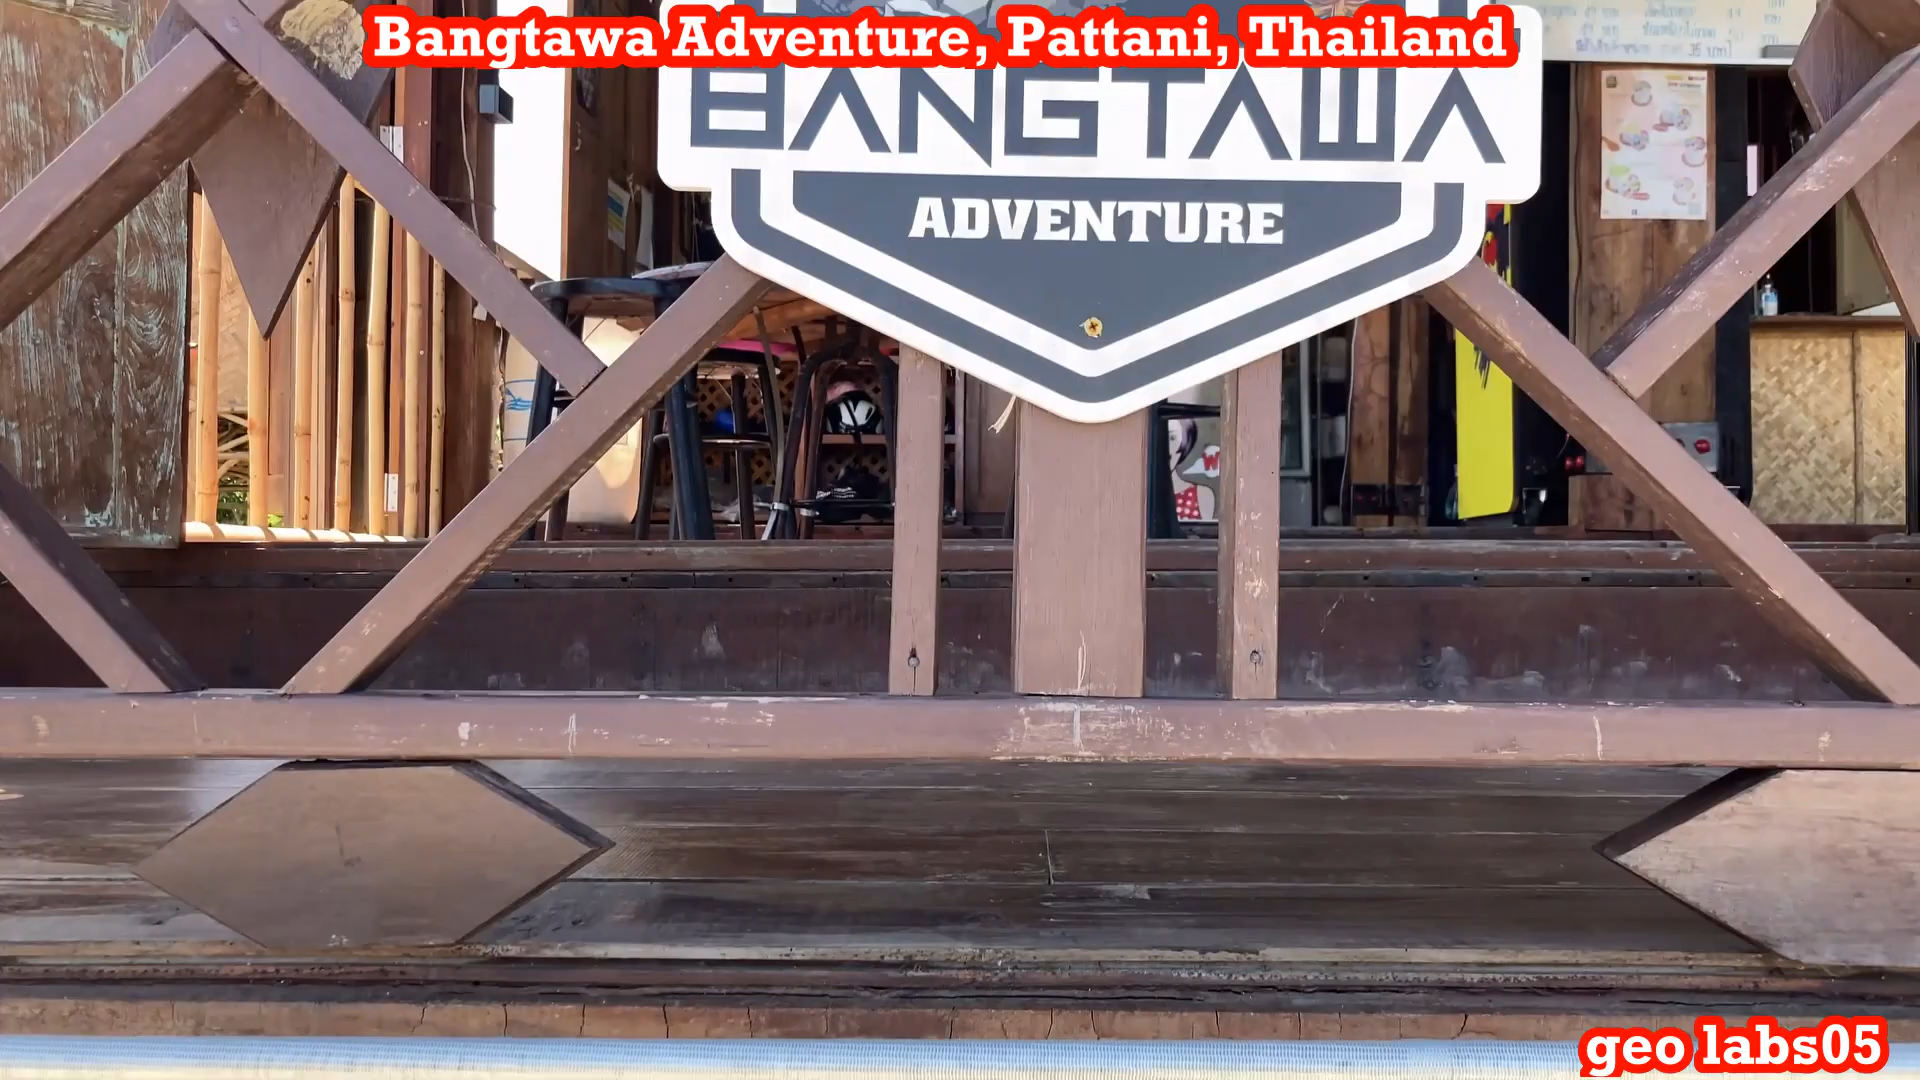 Bangtawa Adventure, Pattani, Thailand
BANGTAWA
ADVENTURE
W
geo labs05